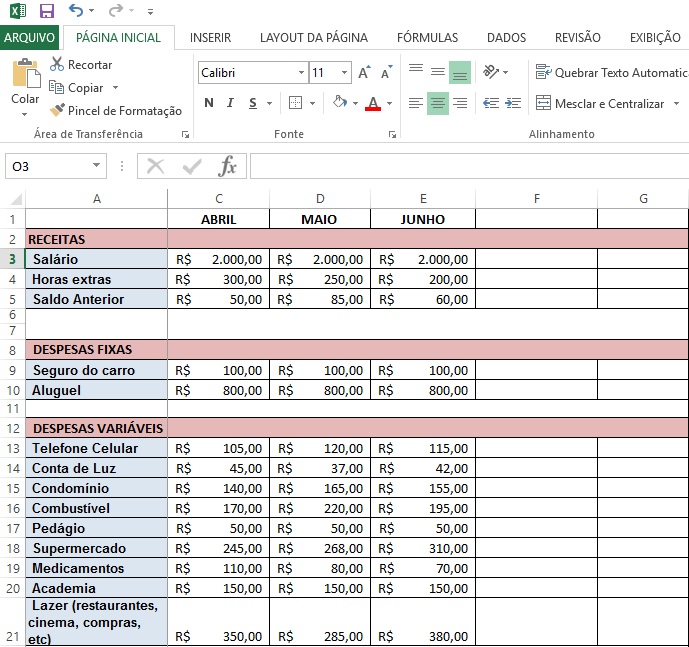 ARQUIVO PÁGINA INICIAL INSERIR LAYOUT DA PÁGINA FÓRMULAS DADOS REVISÃO EXIBIÇÃO
Colar
Recortar
Copiar
Pincel de Formatação
Área de Transferência
Calibri 11 A A
N I S A
Fonte
Quebrar Texto Automatic
Mesclar e Centralizar
Alinhamento
O3 fx
A C D E F G
1 ABRIL MAIO JUNHO
2 RECEITAS
3 Salário R$ 2.000,00 R$ 2.000,00 R$ 2.000,00
4 Horas extras R$ 300,00 R$ 250,00 R$ 200,00
5 Saldo Anterior R$ 50,00 R$ 85,00 R$ 60,00
6
7
8 DESPESAS FIXAS
9 Seguro do carro R$ 100,00 R$ 100,00 R$ 100,00
10 Aluguel R$ 800,00 R$ 800,00 R$ 800,00
11
12 DESPESAS VARIÁVEIS
13 Telefone Celular R$ 105,00 R$ 120,00 R$ 115,00
14 Conta de Luz R$ 45,00 R$ 37,00 R$ 42,00
15 Condomínio R$ 140,00 R$ 165,00 R$ 155,00
16 Combustível R$ 170,00 R$ 220,00 R$ 195,00
17 Pedágio R$ 50,00 R$ 50,00 R$ 50,00
18 Supermercado R$ 245,00 R$ 268,00 R$ 310,00
19 Medicamentos R$ 110,00 R$ 80,00 R$ 70,00
20 Academia R$ 150,00 R$ 150,00 R$ 150,00
Lazer (restaurantes,
cinema, compras,
21 etc) R$ 350,00 R$ 285,00 R$ 380,00